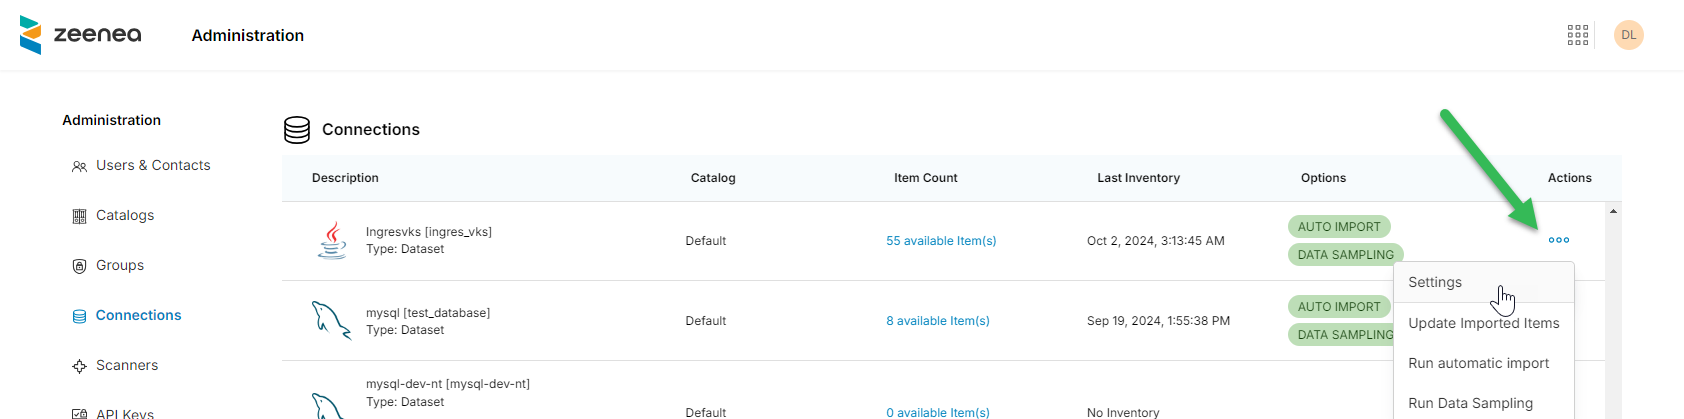 zeenea
Administration
DL
Administration
Users & Contacts
Catalogs
Groups
Connections
Scanners
API Keys
Connections
Description Catalog Item Count Last Inventory Options Actions
Ingresvks [ingres_vks]
Type: Dataset
Default
55 available Item(s)
Oct 2, 2024, 3:13:45 AM
AUTO IMPORT
DATA SAMPLING
mysql [test_database]
Type: Dataset
Default
8 available Item(s)
Sep 19, 2024, 1:55:38 PM
AUTO IMPORT
DATA SAMPLING
mysql-dev-nt [mysql-dev-nt]
Type: Dataset
Default
0 available Item(s)
No Inventory
Settings
Update Imported Items
Run automatic import
Run Data Sampling